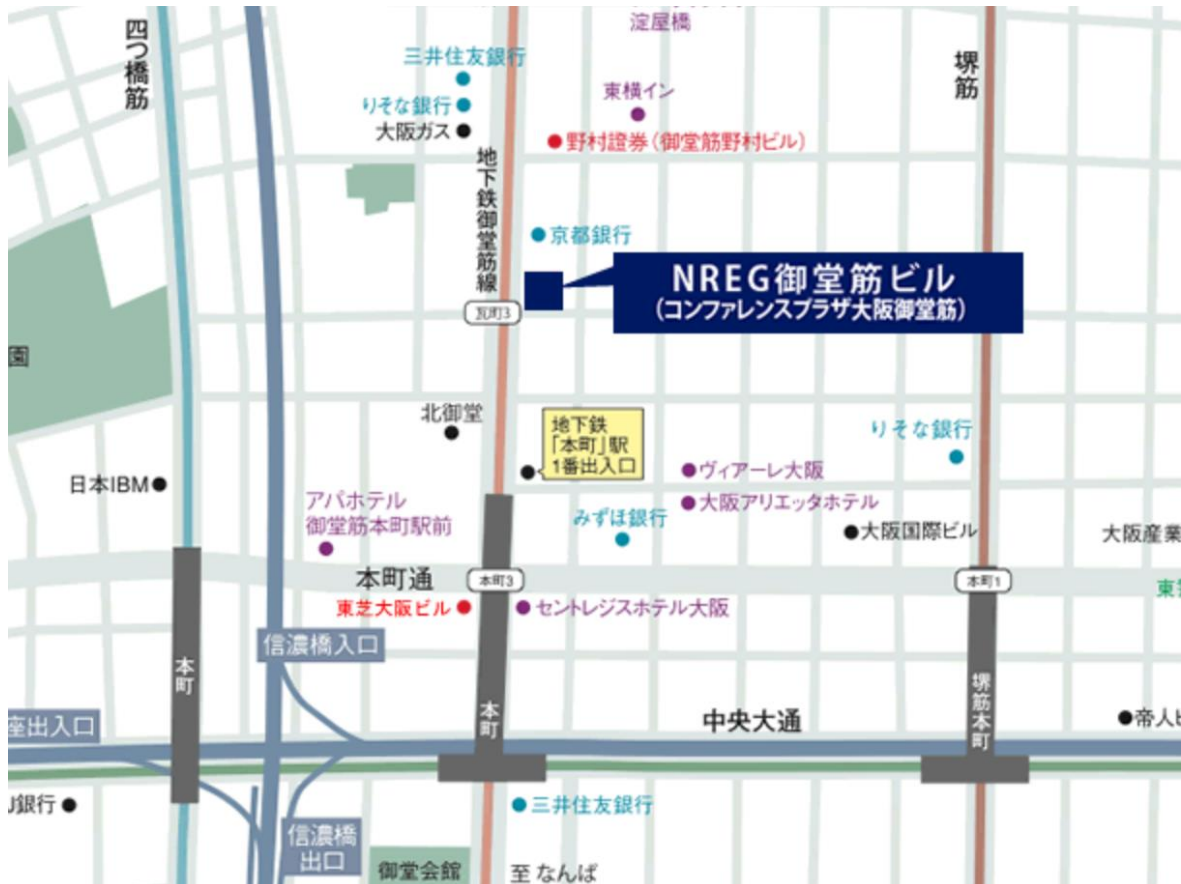 淀屋橋
四つ橋筋
三井住友銀行
堺筋
東横イン
りそな銀行
大阪ガス
野村證券(御堂筋野村ビル)
地下鉄御堂筋線
京都銀行
NREG御堂筋ビル
(コンファレンスプラザ大阪御堂筋)
瓦町3
園
北御堂
地下鉄
「本町」駅
1番出入口
りそな銀行
ヴィアーレ大阪
日本IBM
アパホテル
御堂筋本町駅前
大阪アリエッタホテル
みずほ銀行
大阪国際ビル
大阪産業
本町通
本町3
本町1
東芝大阪ビル
セントレジスホテル大阪
信濃橋入口
本町
本町
堺筋本町
座出入口
中央大通
帝人
銀行
三井住友銀行
信濃橋
出口
御堂会館
至 なんば